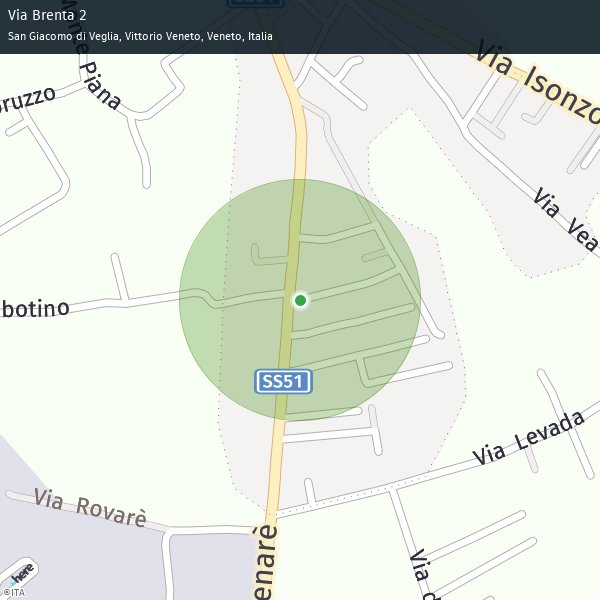 Via Brenta 2
San Giacomo di Veglia, Vittorio Veneto, Veneto, Italia
Piana
Via Isonzo
Via Vea
botino
SS51
Via Levada
Via Rovarè
enarè
Via d
here
©ITA